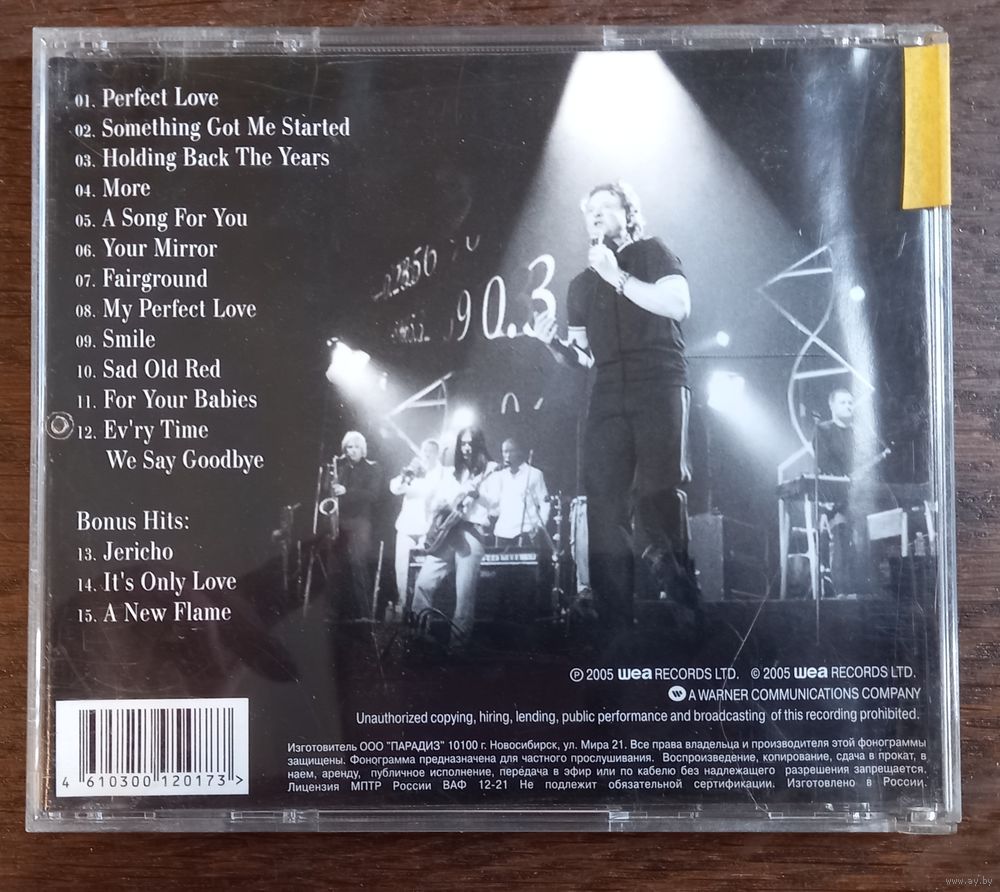 01. Perfect Love
02. Something Got Me Started
03. Holding Back The Years
04. More
05. A Song For You
06. Your Mirror
07. Fairground
08. My Perfect Love
09. Smile
10. Sad Old Red
11. For Your Babies
12. Ev'ry Time
We Say Goodbye
Bonus Hits:
13. Jericho
14. It's Only Love
15. A New Flame
90.3
℗ 2005 wea RECORDS LTD. © 2005 wea RECORDS LTD.
A WARNER COMMUNICATIONS COMPANY
Unauthorized copying, hiring, lending, public performance and broadcasting of this recording prohibited.
Изготовитель ООО "ПАРАДИЗ" 10100 г. Новосибирск, ул. Мира 21. Все права владельца и производителя этой фонограммы
защищены. Фонограмма предназначена для частного прослушивания. Воспроизведение, копирование, сдача в прокат, в
наем, аренду, публичное исполнение, передача в эфир или по кабелю без надлежащего разрешения запрещается.
Лицензия МПТР России ВАФ 12-21 Не подлежит обязательной сертификации. Изготовлено в России.
4 610300 120173 >
www.ay.by